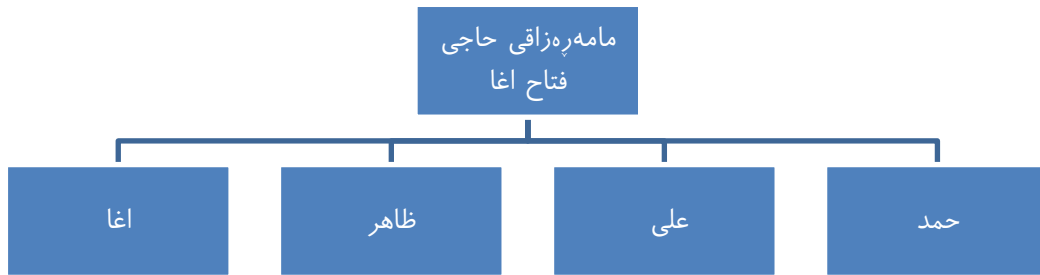 مامەڕەزاقی حاجی
فتاح اغا
حمد
علی
ظاهر
اغا